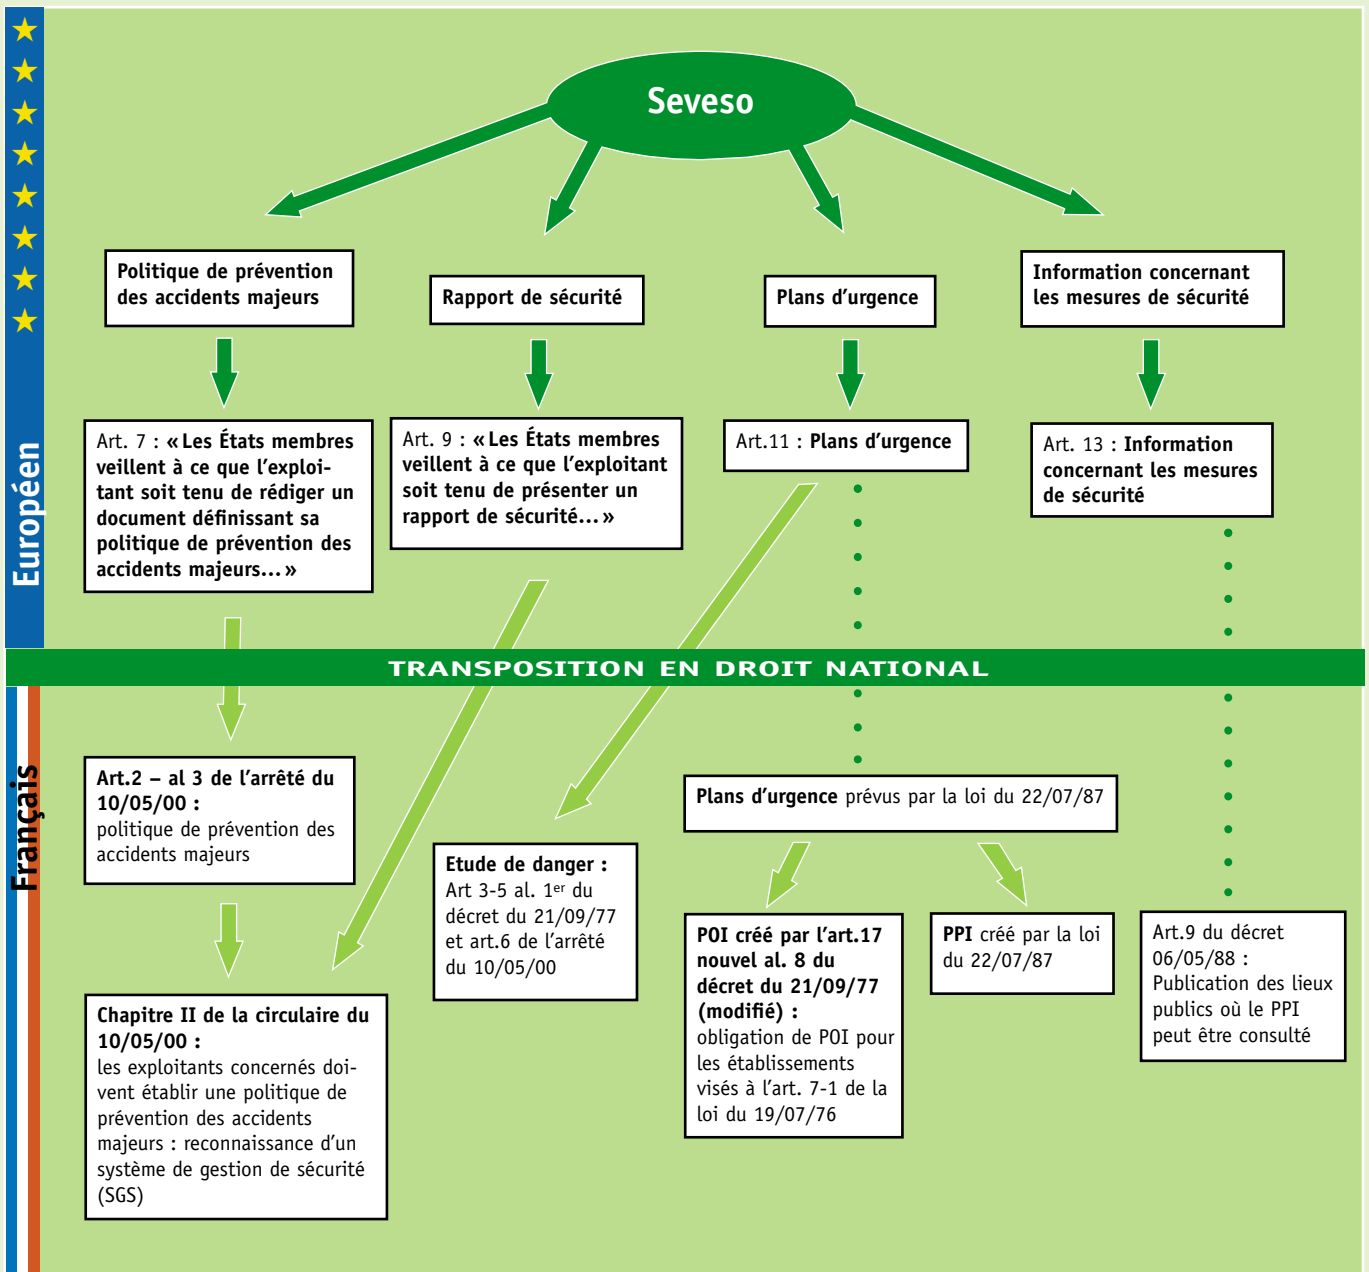 Seveso
Politique de prévention
des accidents majeurs
Rapport de sécurité
Plans d'urgence
Information concernant
les mesures de sécurité
Art. 7 : « Les États membres
veillent à ce que l'exploi-
tant soit tenu de rédiger un
document définissant sa
politique de prévention des
accidents majeurs... »
Art. 9 : « Les États membres
veillent à ce que l'exploitant
soit tenu de présenter un
rapport de sécurité... »
Art.11 : Plans d'urgence
Art. 13 : Information
concernant les mesures
de sécurité
Européen
TRANSPOSITION EN DROIT NATIONAL
Français
Art.2 – al 3 de l'arrêté du
10/05/00 :
politique de prévention des
accidents majeurs
Chapitre II de la circulaire du
10/05/00 :
les exploitants concernés doi-
vent établir une politique de
prévention des accidents
majeurs : reconnaissance d'un
système de gestion de sécurité
(SGS)
Etude de danger :
Art 3-5 al. 1er du
décret du 21/09/77
et art.6 de l'arrêté
du 10/05/00
Plans d'urgence prévus par la loi du 22/07/87
POI créé par l'art.17
nouvel al. 8 du
décret du 21/09/77
(modifié) :
obligation de POI pour
les établissements
visés à l'art. 7-1 de la
loi du 19/07/76
PPI créé par la loi
du 22/07/87
Art.9 du décret
06/05/88 :
Publication des lieux
publics où le PPI
peut être consulté